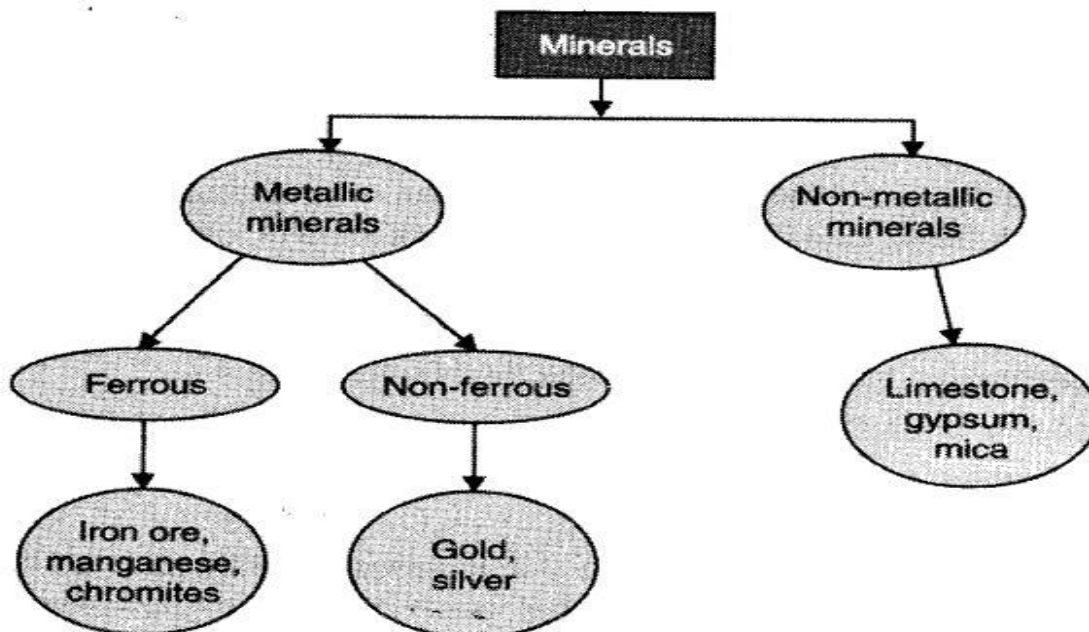 Minerals
Metallic
minerals
Non-metallic
minerals
Ferrous
Non-ferrous
Limestone,
gypsum,
mica
Iron ore,
manganese,
chromites
Gold,
silver